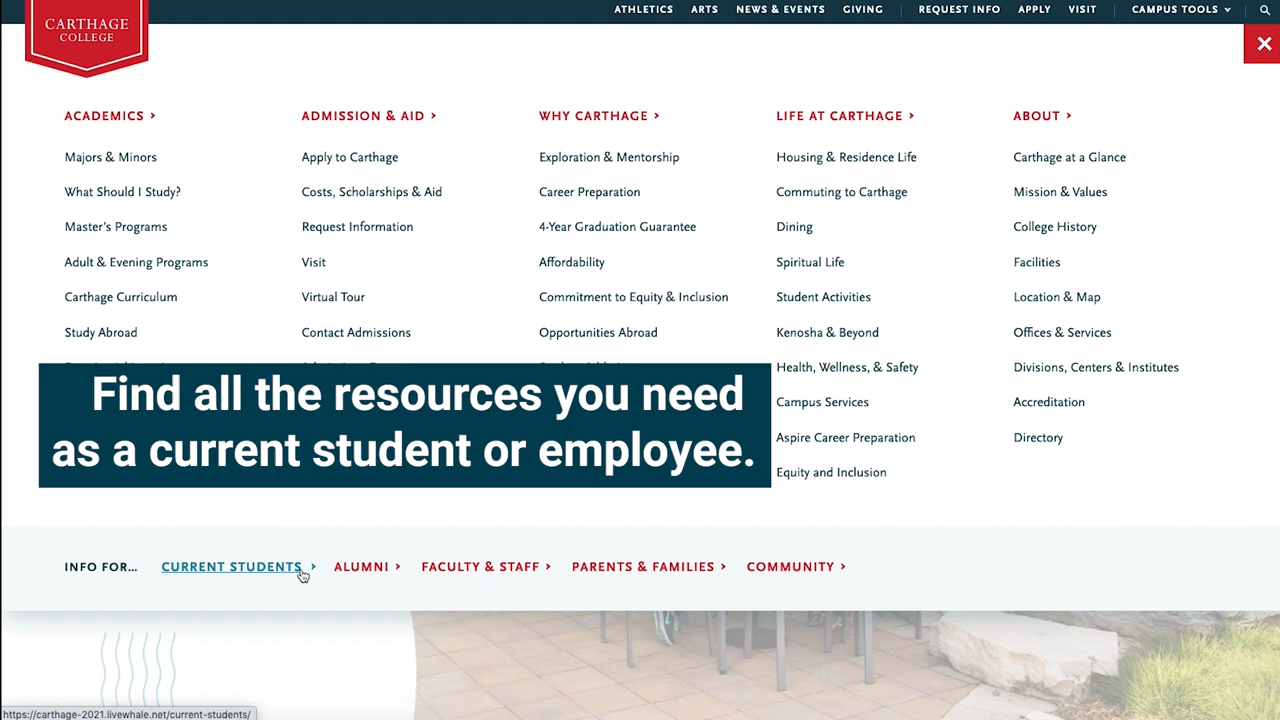 CARTHAGE
COLLEGE
ATHLETICS ARTS NEWS & EVENTS GIVING REQUEST INFO APPLY VISIT CAMPUS TOOLS
ACADEMICS
Majors & Minors
What Should I Study?
Master's Programs
Adult & Evening Programs
Carthage Curriculum
Study Abroad
ADMISSION & AID
Apply to Carthage
Costs, Scholarships & Aid
Request Information
Visit
Virtual Tour
Contact Admissions
WHY CARTHAGE
Exploration & Mentorship
Career Preparation
4-Year Graduation Guarantee
Affordability
Commitment to Equity & Inclusion
Opportunities Abroad
LIFE AT CARTHAGE
Housing & Residence Life
Commuting to Carthage
Dining
Spiritual Life
Student Activities
Kenosha & Beyond
Health, Wellness, & Safety
Campus Services
Aspire Career Preparation
Equity and Inclusion
ABOUT
Carthage at a Glance
Mission & Values
College History
Facilities
Location & Map
Offices & Services
Divisions, Centers & Institutes
Accreditation
Directory
Find all the resources you need
as a current student or employee.
INFO FOR... CURRENT STUDENTS ALUMNI FACULTY & STAFF PARENTS & FAMILIES COMMUNITY
https://carthage-2021.livewhale.net/current-students/